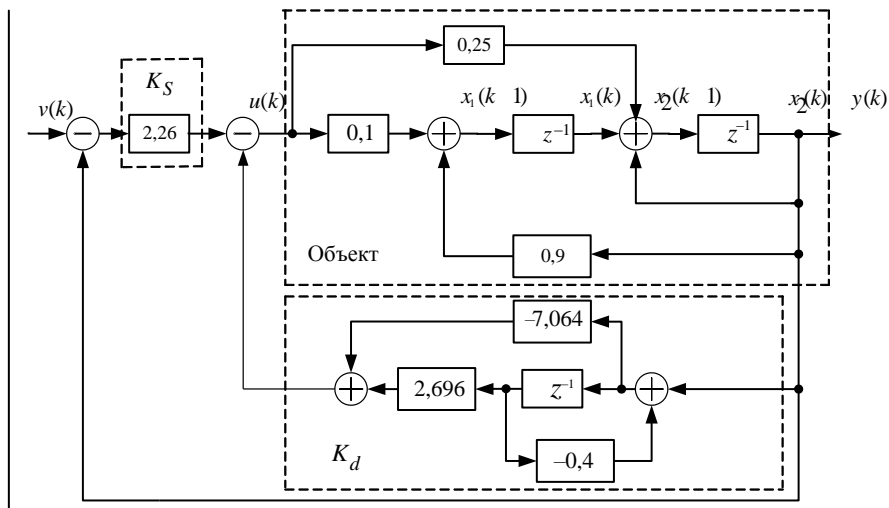 0,25
K_S
v(k)
2,26
u(k)
0,1
x₁(k 1)
z⁻¹
x₁(k)
x₂(k 1)
z⁻¹
x₂(k)
y(k)
Объект
0,9
–7,064
2,696
z⁻¹
–0,4
K_d